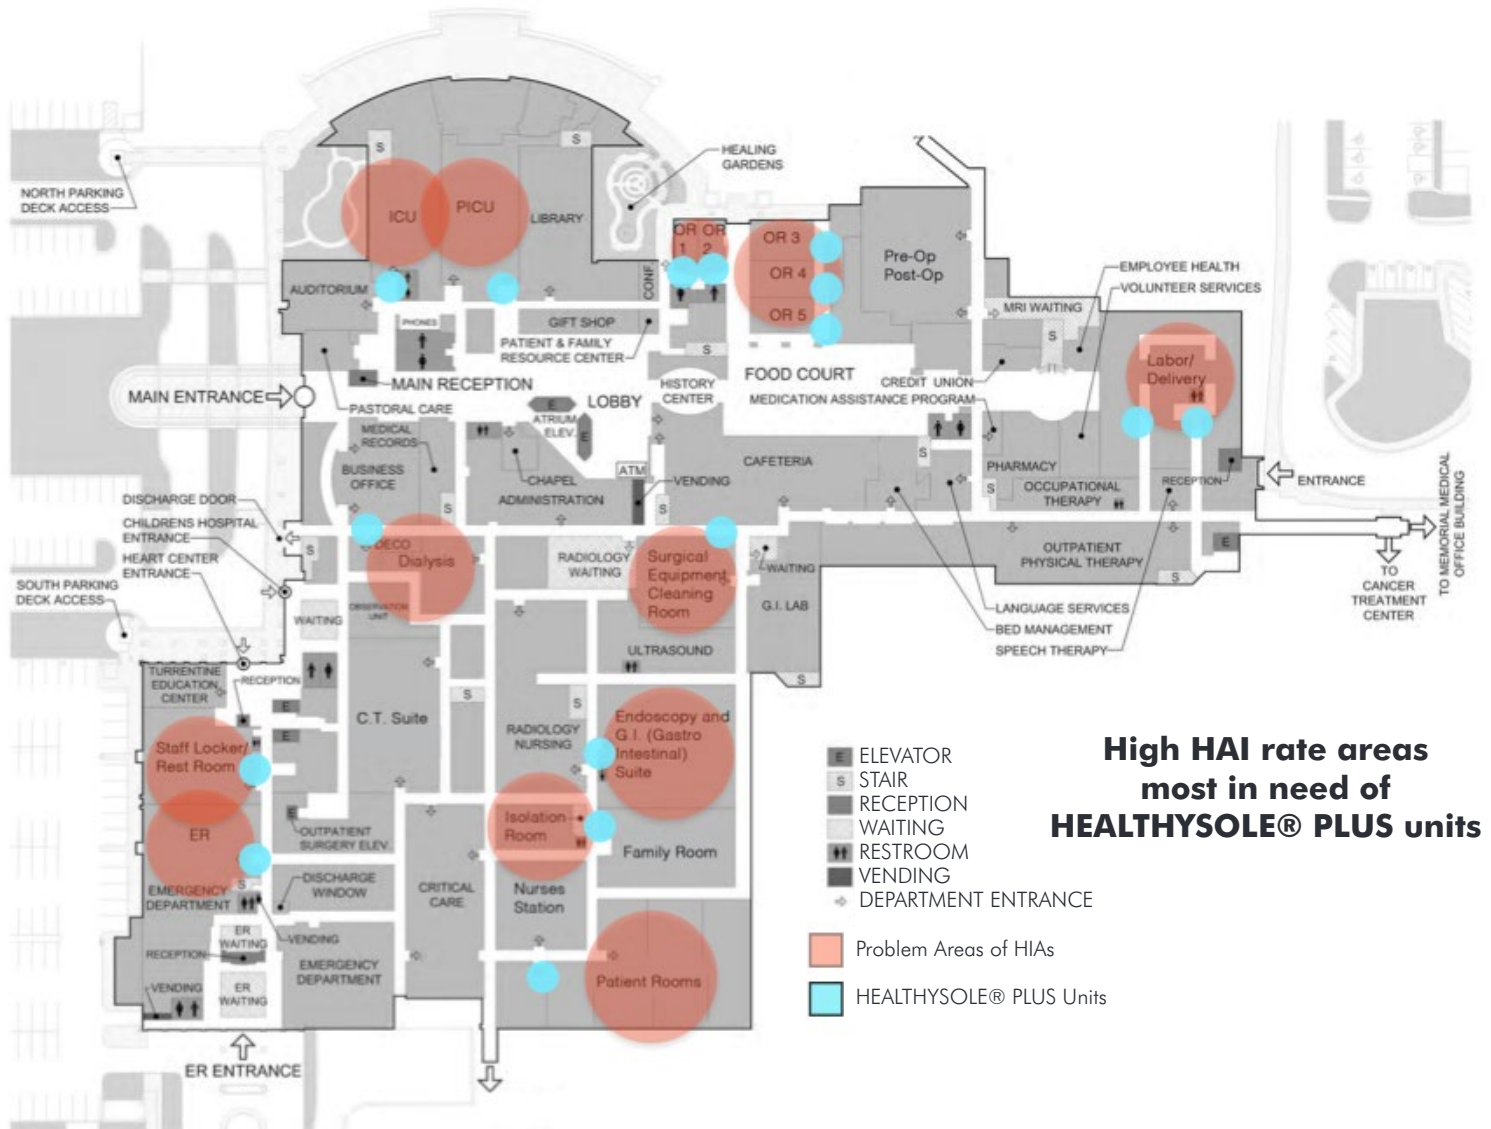 HEALING
GARDENS
NORTH PARKING
DECK ACCESS
S
S
ICU
PICU
LIBRARY
OR OR
1 2
OR 3
OR 4
OR 5
Pre-Op
Post-Op
EMPLOYEE HEALTH
VOLUNTEER SERVICES
AUDITORIUM
CONF.
MRI WAITING
PHONES
GIFT SHOP
PATIENT & FAMILY
RESOURCE CENTER
S
S
Labor/
Delivery
MAIN RECEPTION
HISTORY
CENTER
FOOD COURT
CREDIT UNION
MAIN ENTRANCE
PASTORAL CARE
E
ATRIUM
ELEV.
E
LOBBY
MEDICATION ASSISTANCE PROGRAM
MEDICAL
RECORDS
BUSINESS
OFFICE
CHAPEL
ADMINISTRATION
ATM
VENDING
CAFETERIA
S
PHARMACY
S
OCCUPATIONAL
THERAPY
RECEPTION
ENTRANCE
DISCHARGE DOOR
CHILDRENS HOSPITAL
ENTRANCE
HEART CENTER
ENTRANCE
SOUTH PARKING
DECK ACCESS
S
S
S
DECO
Dialysis
OBSERVATION
UNIT
WAITING
RADIOLOGY
WAITING
Surgical
Equipment
Cleaning
Room
WAITING
G.I. LAB
OUTPATIENT
PHYSICAL THERAPY
E
S
TO
CANCER
TREATMENT
CENTER
TO MEMORIAL MEDICAL
OFFICE BUILDING
LANGUAGE SERVICES
BED MANAGEMENT
SPEECH THERAPY
ULTRASOUND
S
TURRENTINE
EDUCATION
CENTER
RECEPTION
E
E
C.T. Suite
S
S
RADIOLOGY
NURSING
Endoscopy and
G.I. (Gastro
Intestinal)
Suite
Staff Locker/
Rest Room
ER
E
OUTPATIENT
SURGERY ELEV.
Isolation
Room
Family Room
EMERGENCY
DEPARTMENT
S
DISCHARGE
WINDOW
CRITICAL
CARE
Nurses
Station
ER
WAITING
VENDING
RECEPTION
EMERGENCY
DEPARTMENT
VENDING
ER
WAITING
Patient Rooms
ER ENTRANCE
E ELEVATOR
S STAIR
RECEPTION
WAITING
RESTROOM
VENDING
DEPARTMENT ENTRANCE
Problem Areas of HIAs
HEALTHYSOLE® PLUS Units
High HAI rate areas
most in need of
HEALTHYSOLE® PLUS units